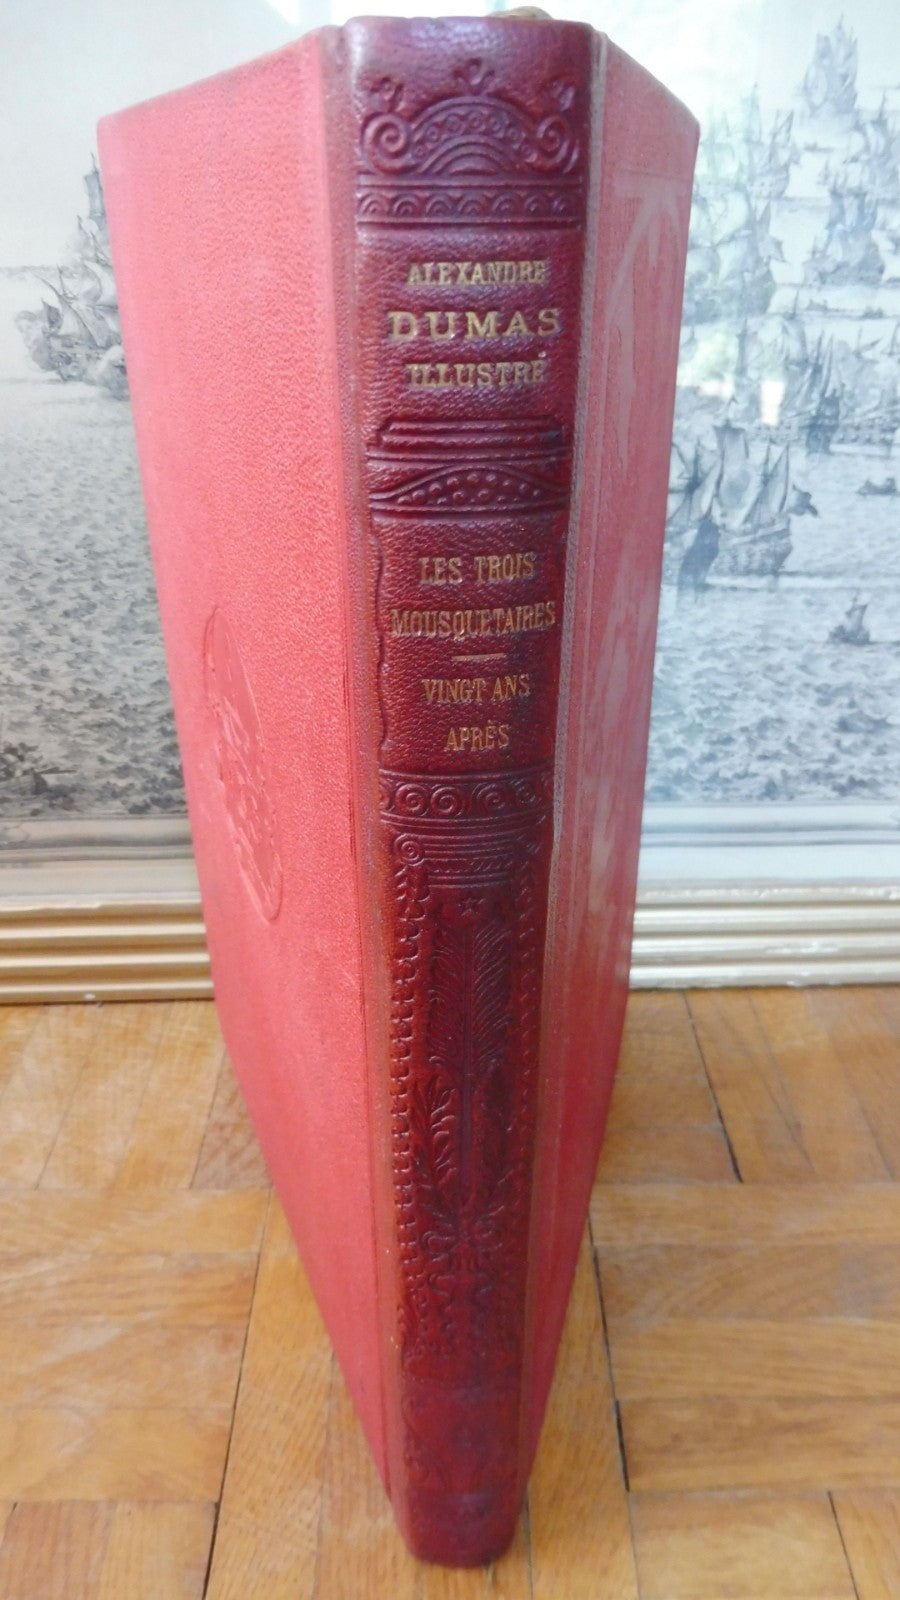 ALEXANDRE
DUMAS
ILLUSTRÉ
LES TROIS
MOUSQUETAIRES
VINGT ANS
APRÈS